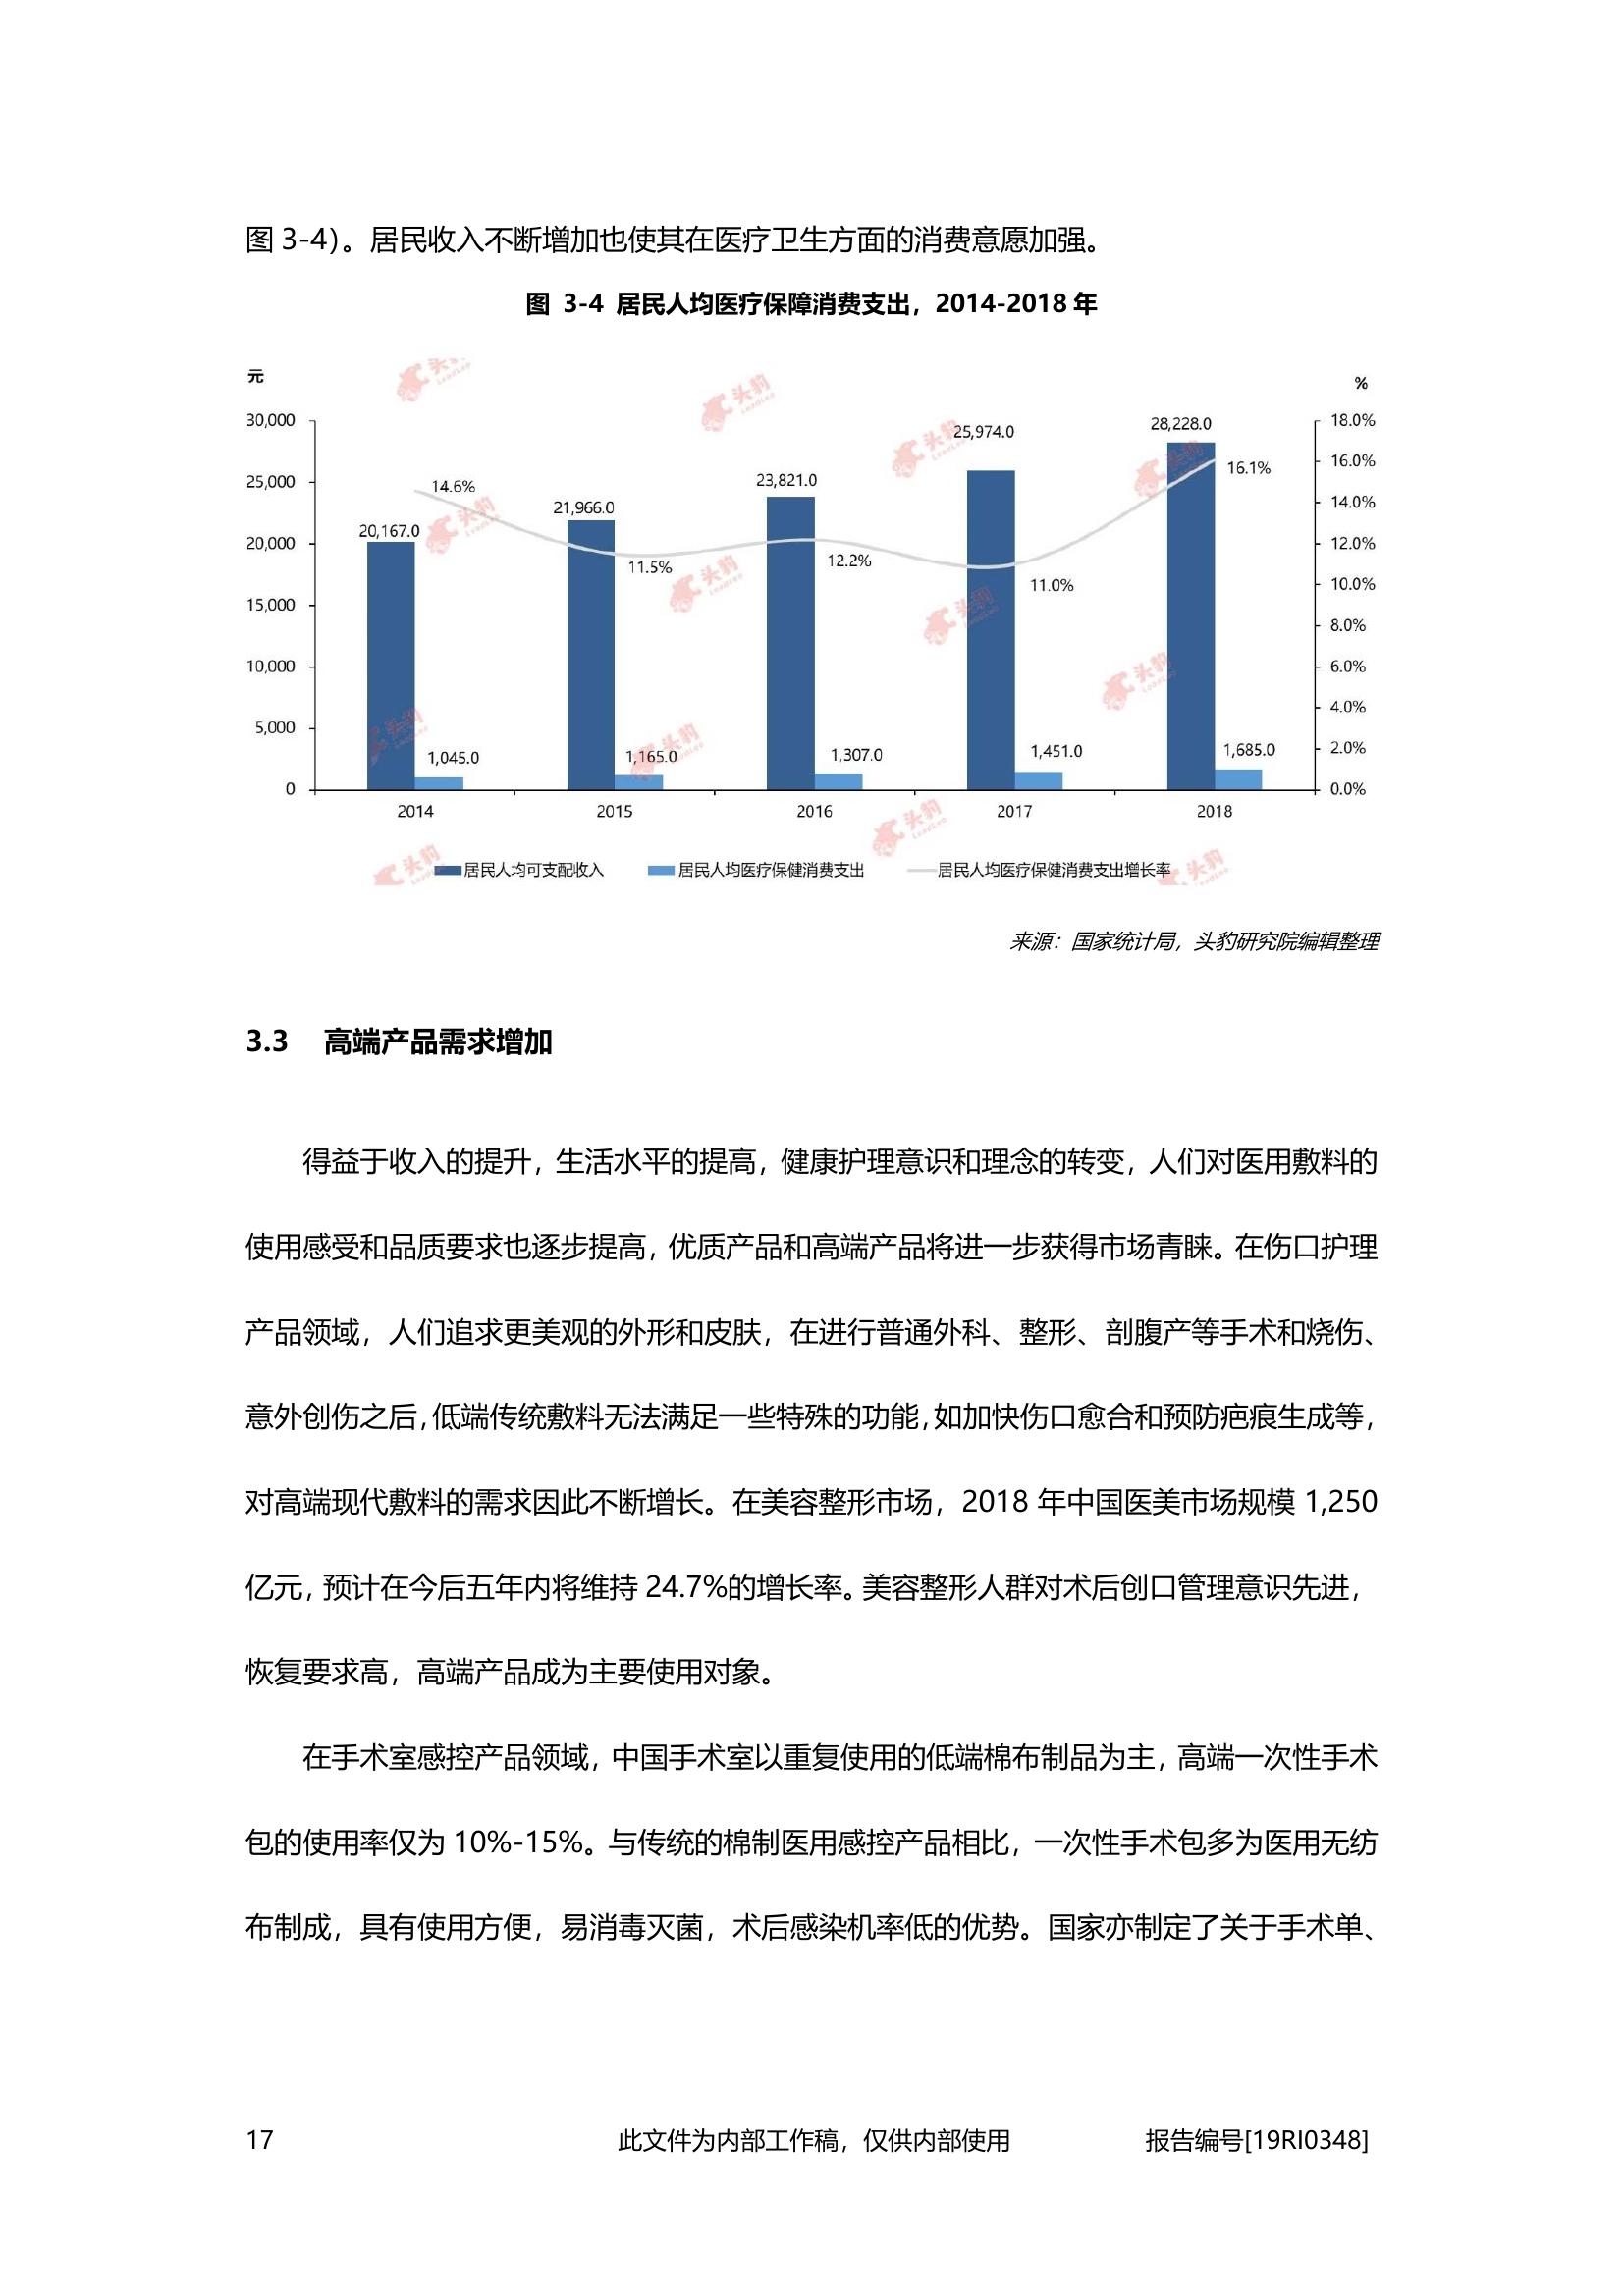 图 3-4）。居民收入不断增加也使其在医疗卫生方面的消费意愿加强。
图 3-4 居民人均医疗保障消费支出，2014-2018 年
元
%
30,000
25,000
20,000
15,000
10,000
5,000
0
18.0%
16.0%
14.0%
12.0%
10.0%
8.0%
6.0%
4.0%
2.0%
0.0%
20,167.0
21,966.0
23,821.0
25,974.0
28,228.0
14.6%
11.5%
12.2%
11.0%
16.1%
1,045.0
1,165.0
1,307.0
1,451.0
1,685.0
2014
2015
2016
2017
2018
居民人均可支配收入
居民人均医疗保健消费支出
居民人均医疗保健消费支出增长率
头豹
LeadLeo
来源：国家统计局，头豹研究院编辑整理
3.3 高端产品需求增加
得益于收入的提升，生活水平的提高，健康护理意识和理念的转变，人们对医用敷料的
使用感受和品质要求也逐步提高，优质产品和高端产品将进一步获得市场青睐。在伤口护理
产品领域，人们追求更美观的外形和皮肤，在进行普通外科、整形、剖腹产等手术和烧伤、
意外创伤之后，低端传统敷料无法满足一些特殊的功能，如加快伤口愈合和预防疤痕生成等，
对高端现代敷料的需求因此不断增长。在美容整形市场，2018 年中国医美市场规模 1,250
亿元，预计在今后五年内将维持 24.7%的增长率。美容整形人群对术后创口管理意识先进，
恢复要求高，高端产品成为主要使用对象。
在手术室感控产品领域，中国手术室以重复使用的低端棉布制品为主，高端一次性手术
包的使用率仅为 10%-15%。与传统的棉制医用感控产品相比，一次性手术包多为医用无纺
布制成，具有使用方便，易消毒灭菌，术后感染机率低的优势。国家亦制定了关于手术单、
17
此文件为内部工作稿，仅供内部使用
报告编号[19RI0348]